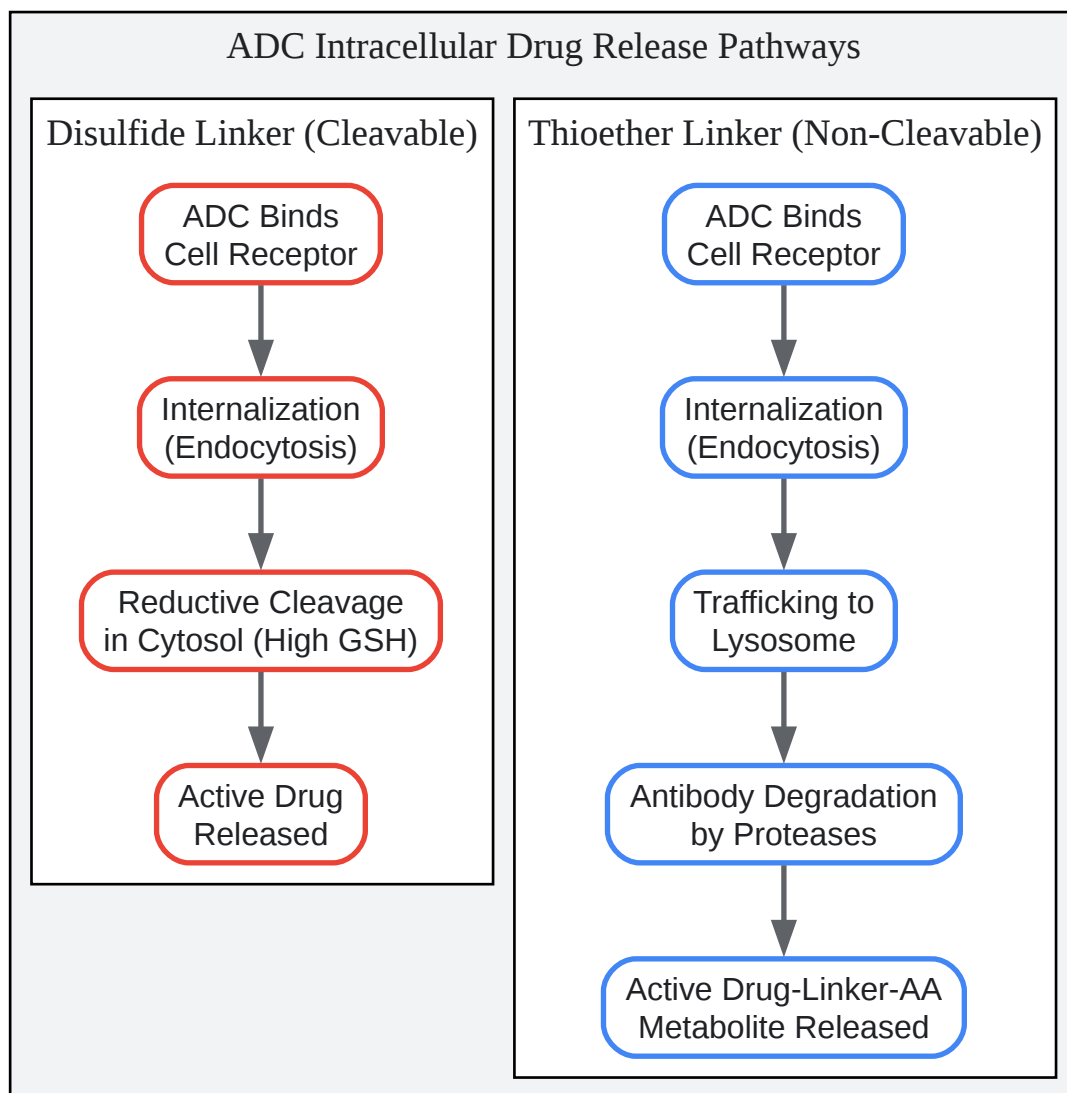 ADC Intracellular Drug Release Pathways
Disulfide Linker (Cleavable)
ADC Binds
Cell Receptor
Internalization
(Endocytosis)
Reductive Cleavage
in Cytosol (High GSH)
Active Drug
Released
Thioether Linker (Non-Cleavable)
ADC Binds
Cell Receptor
Internalization
(Endocytosis)
Trafficking to
Lysosome
Antibody Degradation
by Proteases
Active Drug-Linker-AA
Metabolite Released